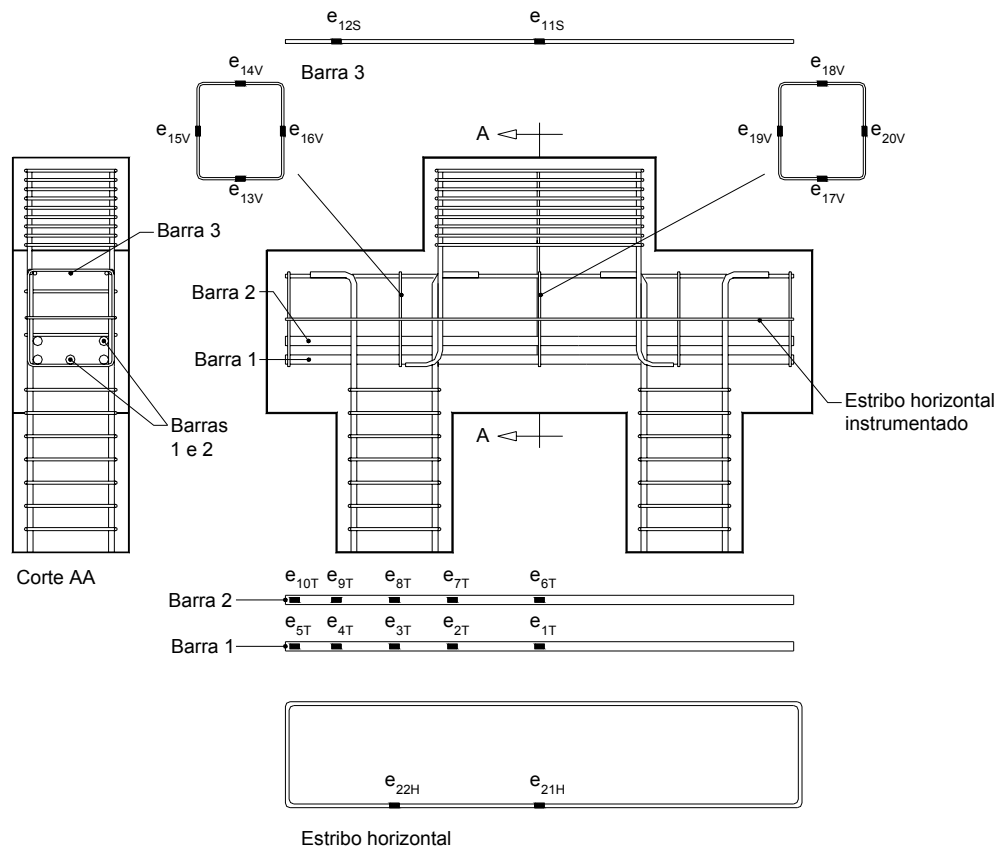 e12S
e11S
Barra 3
e14V
e15V
e16V
e13V
e18V
e19V
e20V
e17V
A
Barra 3
Barra 2
Barra 1
Barras
1 e 2
Estribo horizontal
instrumentado
A
Corte AA
e10T
e9T
e8T
e7T
e6T
Barra 2
e5T
e4T
e3T
e2T
e1T
Barra 1
e22H
e21H
Estribo horizontal